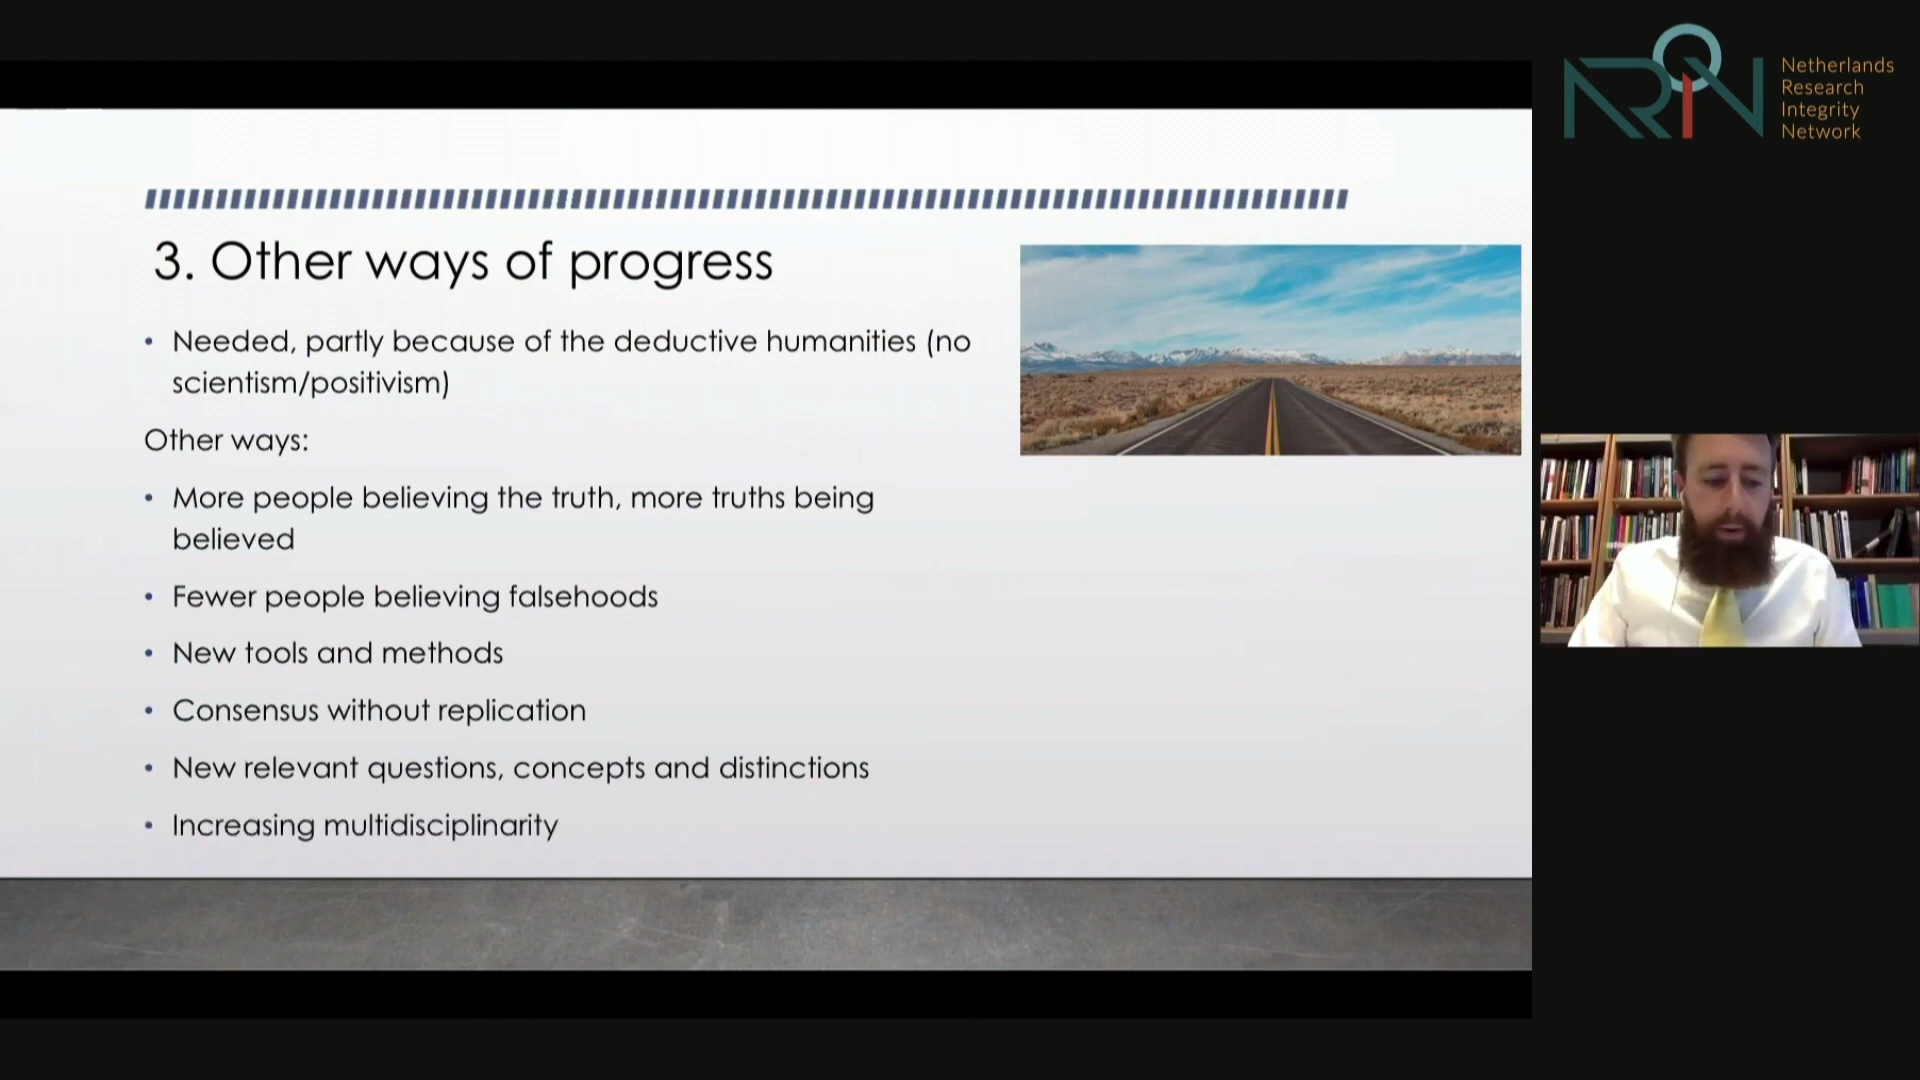 3. Other ways of progress
• Needed, partly because of the deductive humanities (no
scientism/positivism)
Other ways:
• More people believing the truth, more truths being
believed
• Fewer people believing falsehoods
• New tools and methods
• Consensus without replication
• New relevant questions, concepts and distinctions
• Increasing multidisciplinarity
NRIN
Netherlands
Research
Integrity
Network